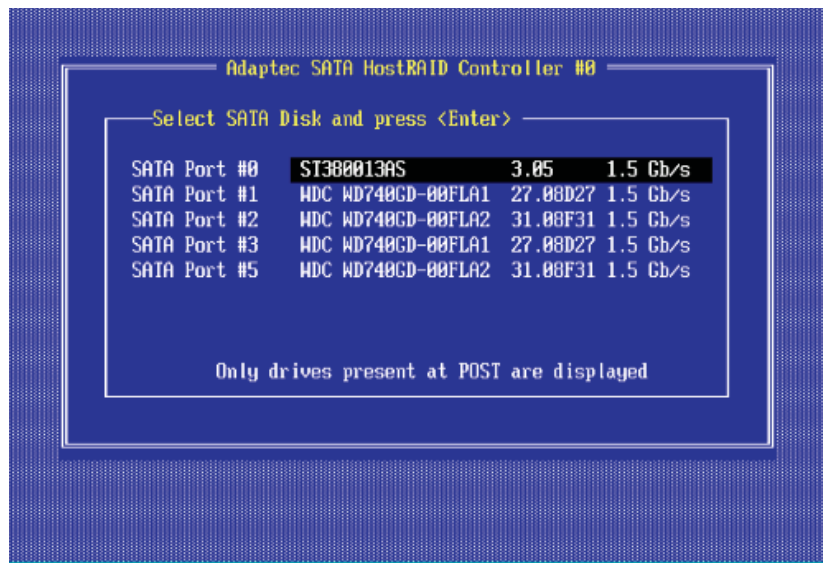 Adaptec SATA HostRAID Controller #0
Select SATA Disk and press <Enter>
SATA Port #0 ST380013AS 3.05 1.5 Gb/s
SATA Port #1 WDC WD740GD-00FLA1 27.08D27 1.5 Gb/s
SATA Port #2 WDC WD740GD-00FLA2 31.08F31 1.5 Gb/s
SATA Port #3 WDC WD740GD-00FLA1 27.08D27 1.5 Gb/s
SATA Port #5 WDC WD740GD-00FLA2 31.08F31 1.5 Gb/s
Only drives present at POST are displayed